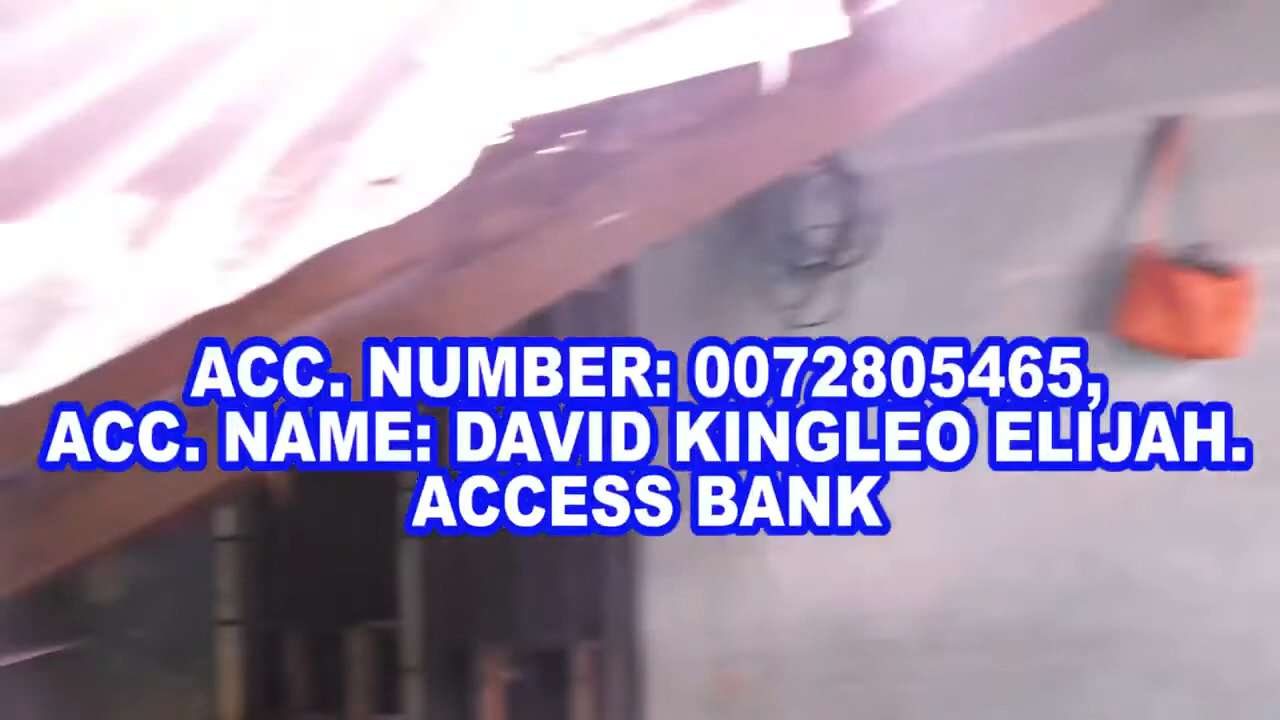 ACC. NUMBER: 0072805465,
ACC. NAME: DAVID KINGLEO ELIJAH.
ACCESS BANK